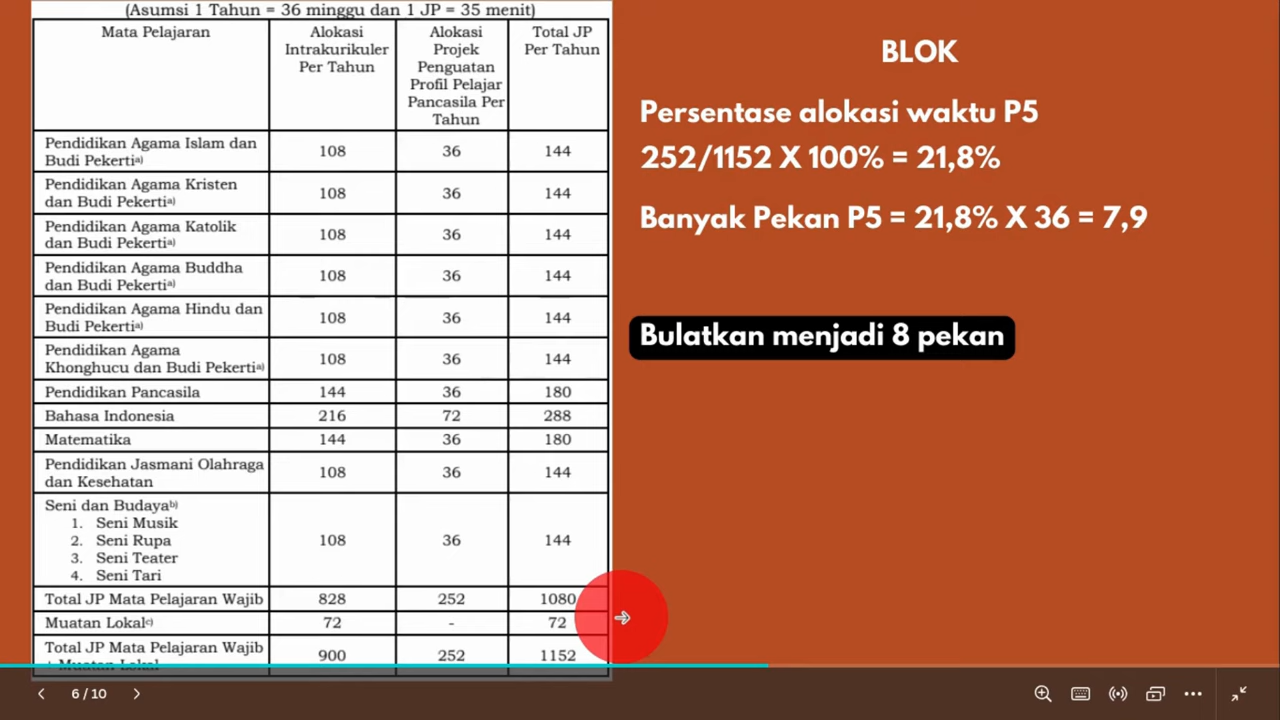 (Asumsi 1 Tahun = 36 minggu dan 1 JP = 35 menit)
Mata Pelajaran
Alokasi
Intrakurikuler
Per Tahun
Alokasi
Projek
Penguatan
Profil Pelajar
Pancasila Per
Tahun
Total JP
Per Tahun
Pendidikan Agama Islam dan
Budi Pekertiᵃ⁾
108
36
144
Pendidikan Agama Kristen
dan Budi Pekertiᵃ⁾
108
36
144
Pendidikan Agama Katolik
dan Budi Pekertiᵃ⁾
108
36
144
Pendidikan Agama Buddha
dan Budi Pekertiᵃ⁾
108
36
144
Pendidikan Agama Hindu dan
Budi Pekertiᵃ⁾
108
36
144
Pendidikan Agama
Khonghucu dan Budi Pekertiᵃ⁾
108
36
144
Pendidikan Pancasila
144
36
180
Bahasa Indonesia
216
72
288
Matematika
144
36
180
Pendidikan Jasmani Olahraga
dan Kesehatan
108
36
144
Seni dan Budayaᵇ⁾
1. Seni Musik
2. Seni Rupa
3. Seni Teater
4. Seni Tari
108
36
144
Total JP Mata Pelajaran Wajib
828
252
1080
Muatan Lokalᶜ⁾
72
-
72
Total JP Mata Pelajaran Wajib
+ Muatan Lokal
900
252
1152
BLOK
Persentase alokasi waktu P5
252/1152 X 100% = 21,8%
Banyak Pekan P5 = 21,8% X 36 = 7,9
Bulatkan menjadi 8 pekan
6 / 10